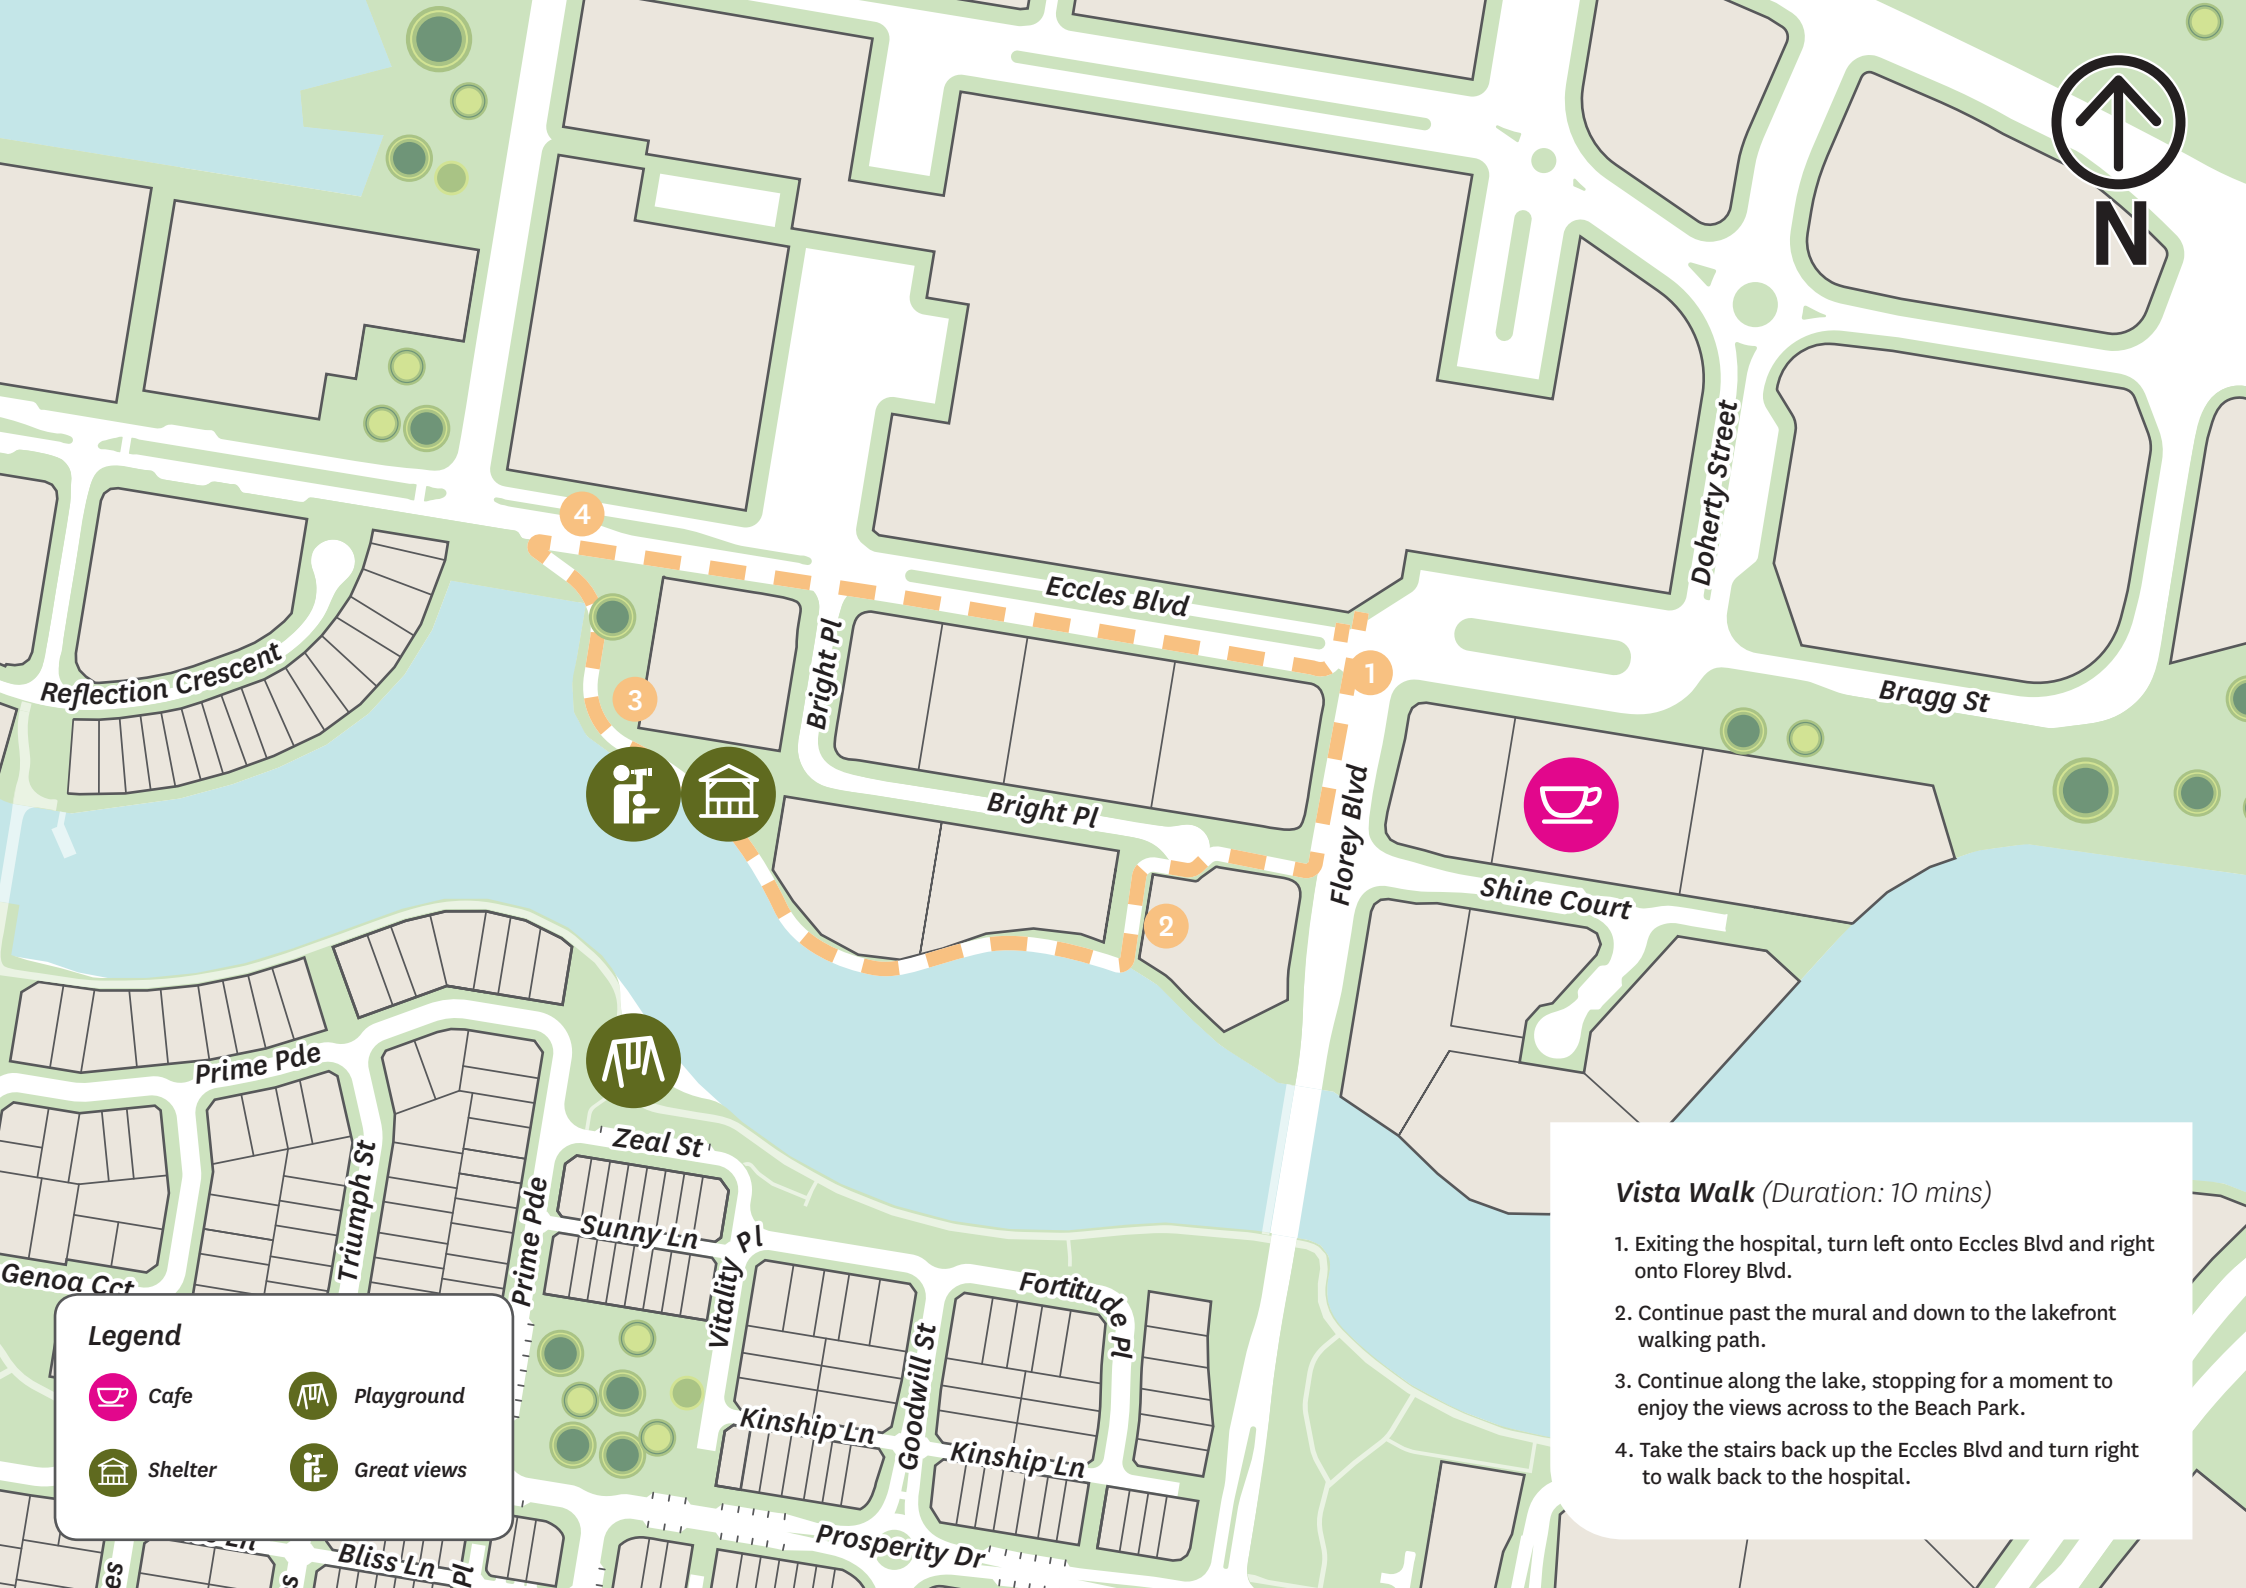 N
4
Doherty Street
Eccles Blvd
Reflection Crescent
Bright Pl
1
3
Bragg St
Bright Pl
Florey Blvd
Shine Court
2
Prime Pde
Zeal St
Triumph St
Prime Pde
Sunny Ln
Vitality Pl
Genoa Cct
Fortitude Pl
Goodwill St
Kinship Ln
Kinship Ln
Prosperity Dr
Bliss Ln
Pl
Ln
es
s
Legend
Cafe
Playground
Shelter
Great views
Vista Walk (Duration: 10 mins)
1. Exiting the hospital, turn left onto Eccles Blvd and right
onto Florey Blvd.
2. Continue past the mural and down to the lakefront
walking path.
3. Continue along the lake, stopping for a moment to
enjoy the views across to the Beach Park.
4. Take the stairs back up the Eccles Blvd and turn right
to walk back to the hospital.